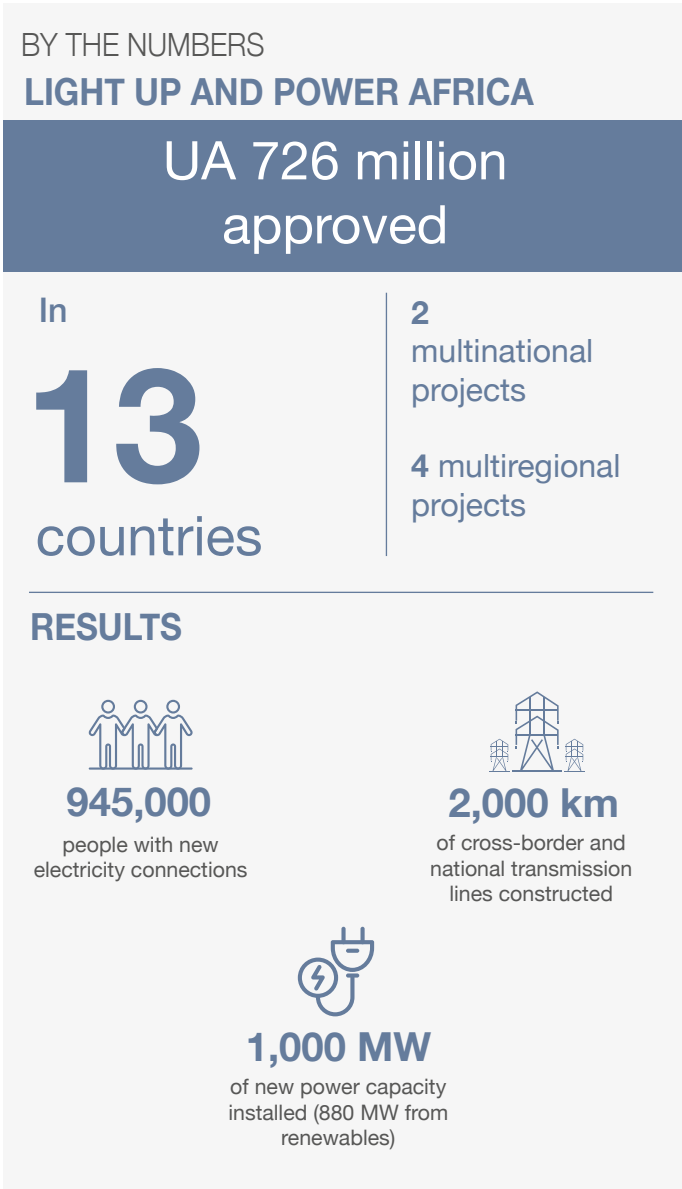 BY THE NUMBERS
LIGHT UP AND POWER AFRICA
UA 726 million
approved
In
13
countries
2
multinational
projects
4 multiregional
projects
RESULTS
945,000
people with new
electricity connections
2,000 km
of cross-border and
national transmission
lines constructed
1,000 MW
of new power capacity
installed (880 MW from
renewables)